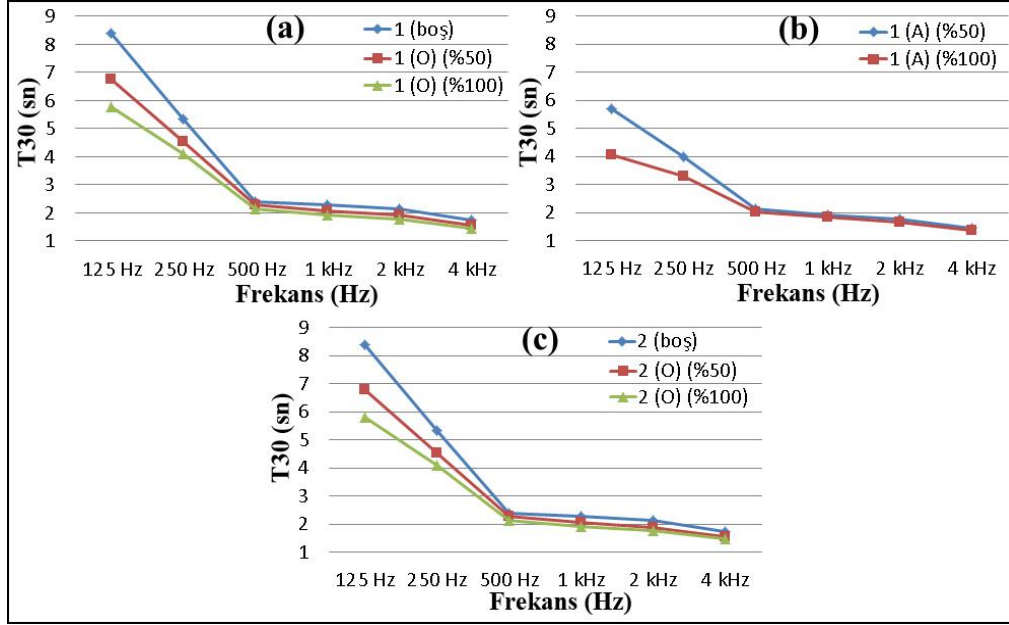 (a)
1 (boş)
1 (O) (%50)
1 (O) (%100)
T30 (sn)
9
8
7
6
5
4
3
2
1
125 Hz 250 Hz 500 Hz 1 kHz 2 kHz 4 kHz
Frekans (Hz)
(b)
1 (A) (%50)
1 (A) (%100)
T30 (sn)
9
8
7
6
5
4
3
2
1
125 Hz 250 Hz 500 Hz 1 kHz 2 kHz 4 kHz
Frekans (Hz)
(c)
2 (boş)
2 (O) (%50)
2 (O) (%100)
T30 (sn)
9
8
7
6
5
4
3
2
1
125 Hz 250 Hz 500 Hz 1 kHz 2 kHz 4 kHz
Frekans (Hz)